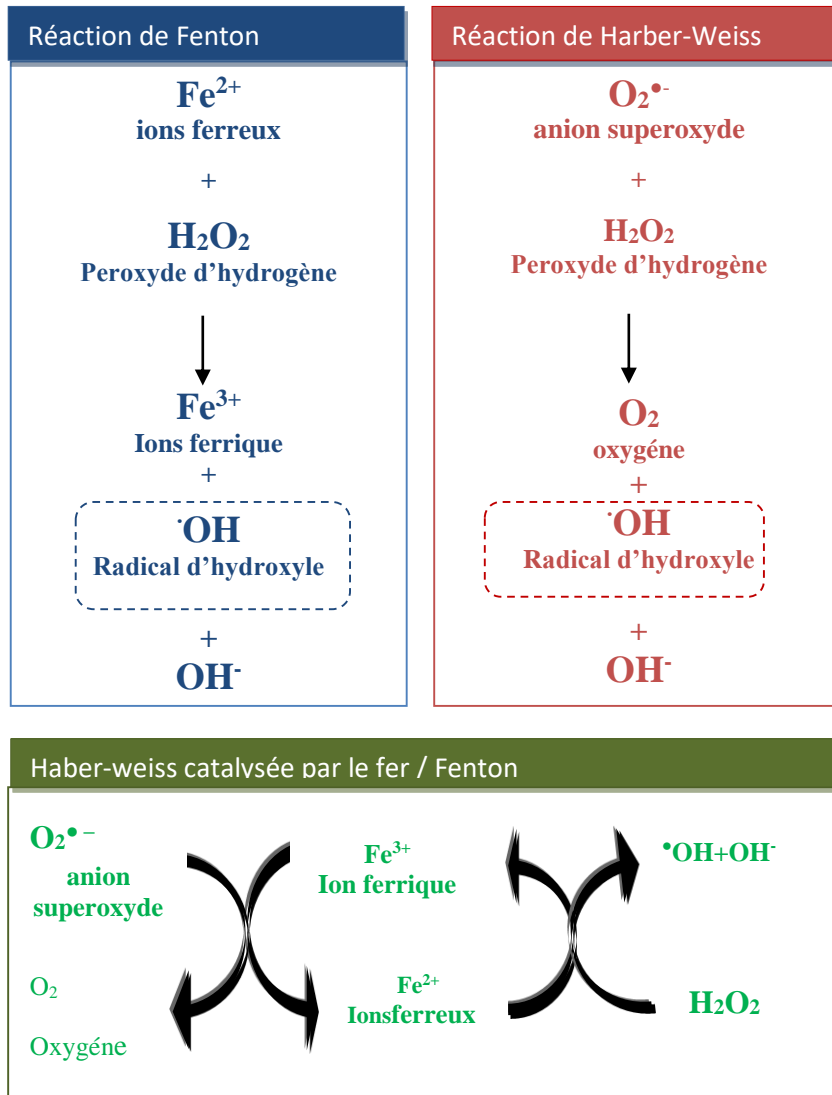 Réaction de Fenton
Fe²⁺
ions ferreux
+
H₂O₂
Peroxyde d’hydrogène
Fe³⁺
Ions ferrique
+
·OH
Radical d’hydroxyle
+
OH⁻
Réaction de Harber-Weiss
O₂•⁻
anion superoxyde
+
H₂O₂
Peroxyde d’hydrogène
O₂
oxygéne
+
·OH
Radical d’hydroxyle
+
OH⁻
Haber-weiss catalysée par le fer / Fenton
O₂• –
anion
superoxyde
O₂
Oxygéne
Fe³⁺
Ion ferrique
Fe²⁺
Ionsferreux
•OH+OH⁻
H₂O₂